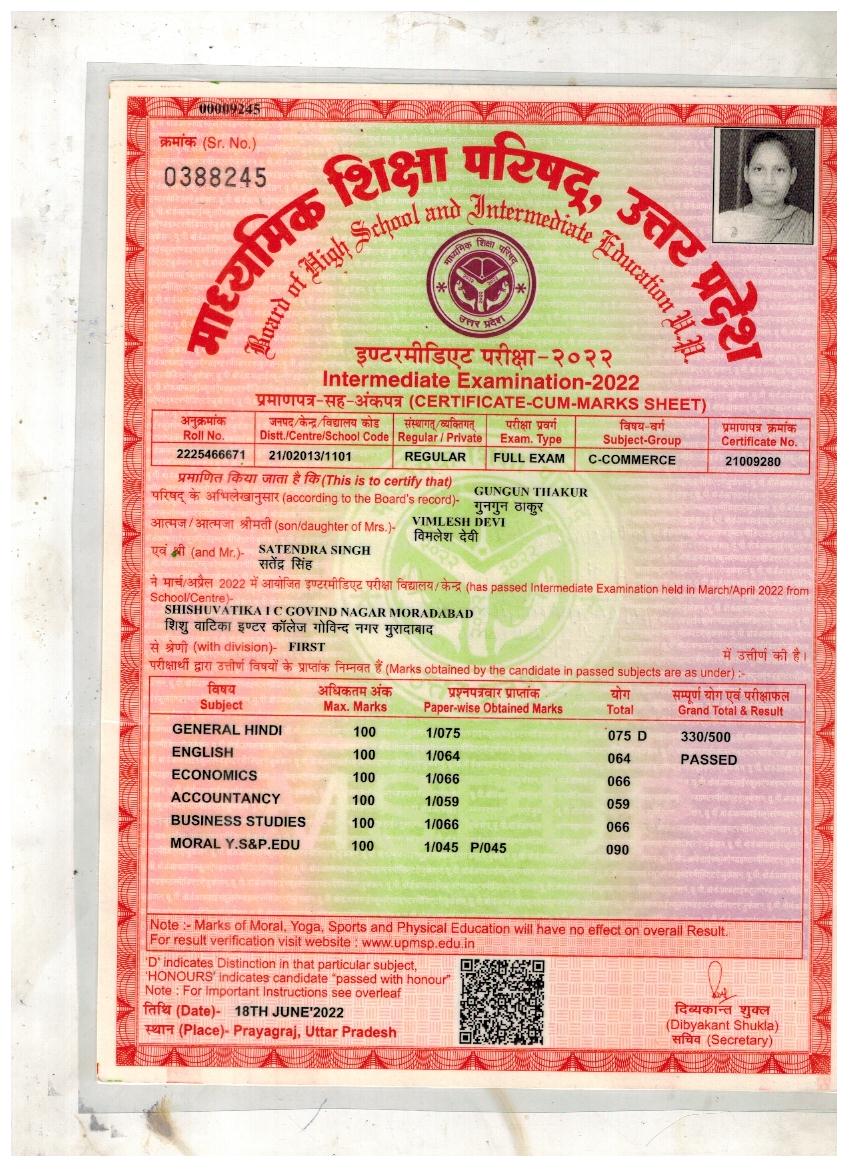 00009245
क्रमांक (Sr. No.)
0388245
माध्यमिक शिक्षा परिषद्, उत्तर प्रदेश
Board of High School and Intermediate Education U.P.
माध्यमिक शिक्षा परिषद्
उत्तर प्रदेश
इण्टरमीडिएट परीक्षा-२०२२
Intermediate Examination-2022
प्रमाणपत्र-सह-अंकपत्र (CERTIFICATE-CUM-MARKS SHEET)
अनुक्रमांक जनपद/केन्द्र/विद्यालय कोड संस्थागत/व्यक्तिगत परीक्षा प्रवर्ग विषय-वर्ग प्रमाणपत्र क्रमांक
Roll No. Distt./Centre/School Code Regular / Private Exam. Type Subject-Group Certificate No.
2225466671 21/02013/1101 REGULAR FULL EXAM C-COMMERCE 21009280
प्रमाणित किया जाता है कि (This is to certify that)
परिषद् के अभिलेखानुसार (according to the Board's record)- GUNGUN THAKUR
गुनगुन ठाकुर
आत्मज/आत्मजा श्रीमती (son/daughter of Mrs.)- VIMLESH DEVI
विमलेश देवी
एवं श्री (and Mr.)- SATENDRA SINGH
सतेंद्र सिंह
ने मार्च/अप्रैल 2022 में आयोजित इण्टरमीडिएट परीक्षा विद्यालय/केन्द्र (has passed Intermediate Examination held in March/April 2022 from
School/Centre)-
SHISHUVATIKA I C GOVIND NAGAR MORADABAD
शिशु वाटिका इण्टर कॉलेज गोविन्द नगर मुरादाबाद
से श्रेणी (with division)- FIRST में उत्तीर्ण की है।
परीक्षार्थी द्वारा उत्तीर्ण विषयों के प्राप्तांक निम्नवत हैं (Marks obtained by the candidate in passed subjects are as under) :-
विषय अधिकतम अंक प्रश्नपत्रवार प्राप्तांक योग सम्पूर्ण योग एवं परीक्षाफल
Subject Max. Marks Paper-wise Obtained Marks Total Grand Total & Result
GENERAL HINDI 100 1/075 075 D 330/500
ENGLISH 100 1/064 064 PASSED
ECONOMICS 100 1/066 066
ACCOUNTANCY 100 1/059 059
BUSINESS STUDIES 100 1/066 066
MORAL Y.S&P.EDU 100 1/045 P/045 090
Note :- Marks of Moral, Yoga, Sports and Physical Education will have no effect on overall Result.
For result verification visit website : www.upmsp.edu.in
'D' indicates Distinction in that particular subject,
'HONOURS' indicates candidate "passed with honour"
Note : For Important Instructions see overleaf
तिथि (Date)- 18TH JUNE'2022
स्थान (Place)- Prayagraj, Uttar Pradesh
दिब्यकान्त शुक्ल
(Dibyakant Shukla)
सचिव (Secretary)